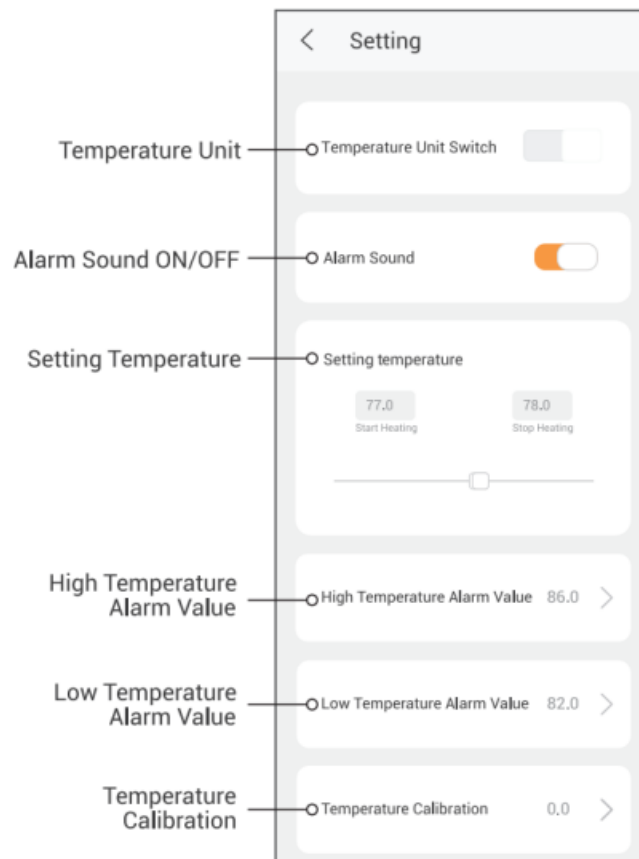 Setting
Temperature Unit
Temperature Unit Switch
Alarm Sound ON/OFF
Alarm Sound
Setting Temperature
Setting temperature
77.0
78.0
Start Heating
Stop Heating
High Temperature
Alarm Value
High Temperature Alarm Value 86.0
Low Temperature
Alarm Value
Low Temperature Alarm Value 82.0
Temperature
Calibration
Temperature Calibration 0.0